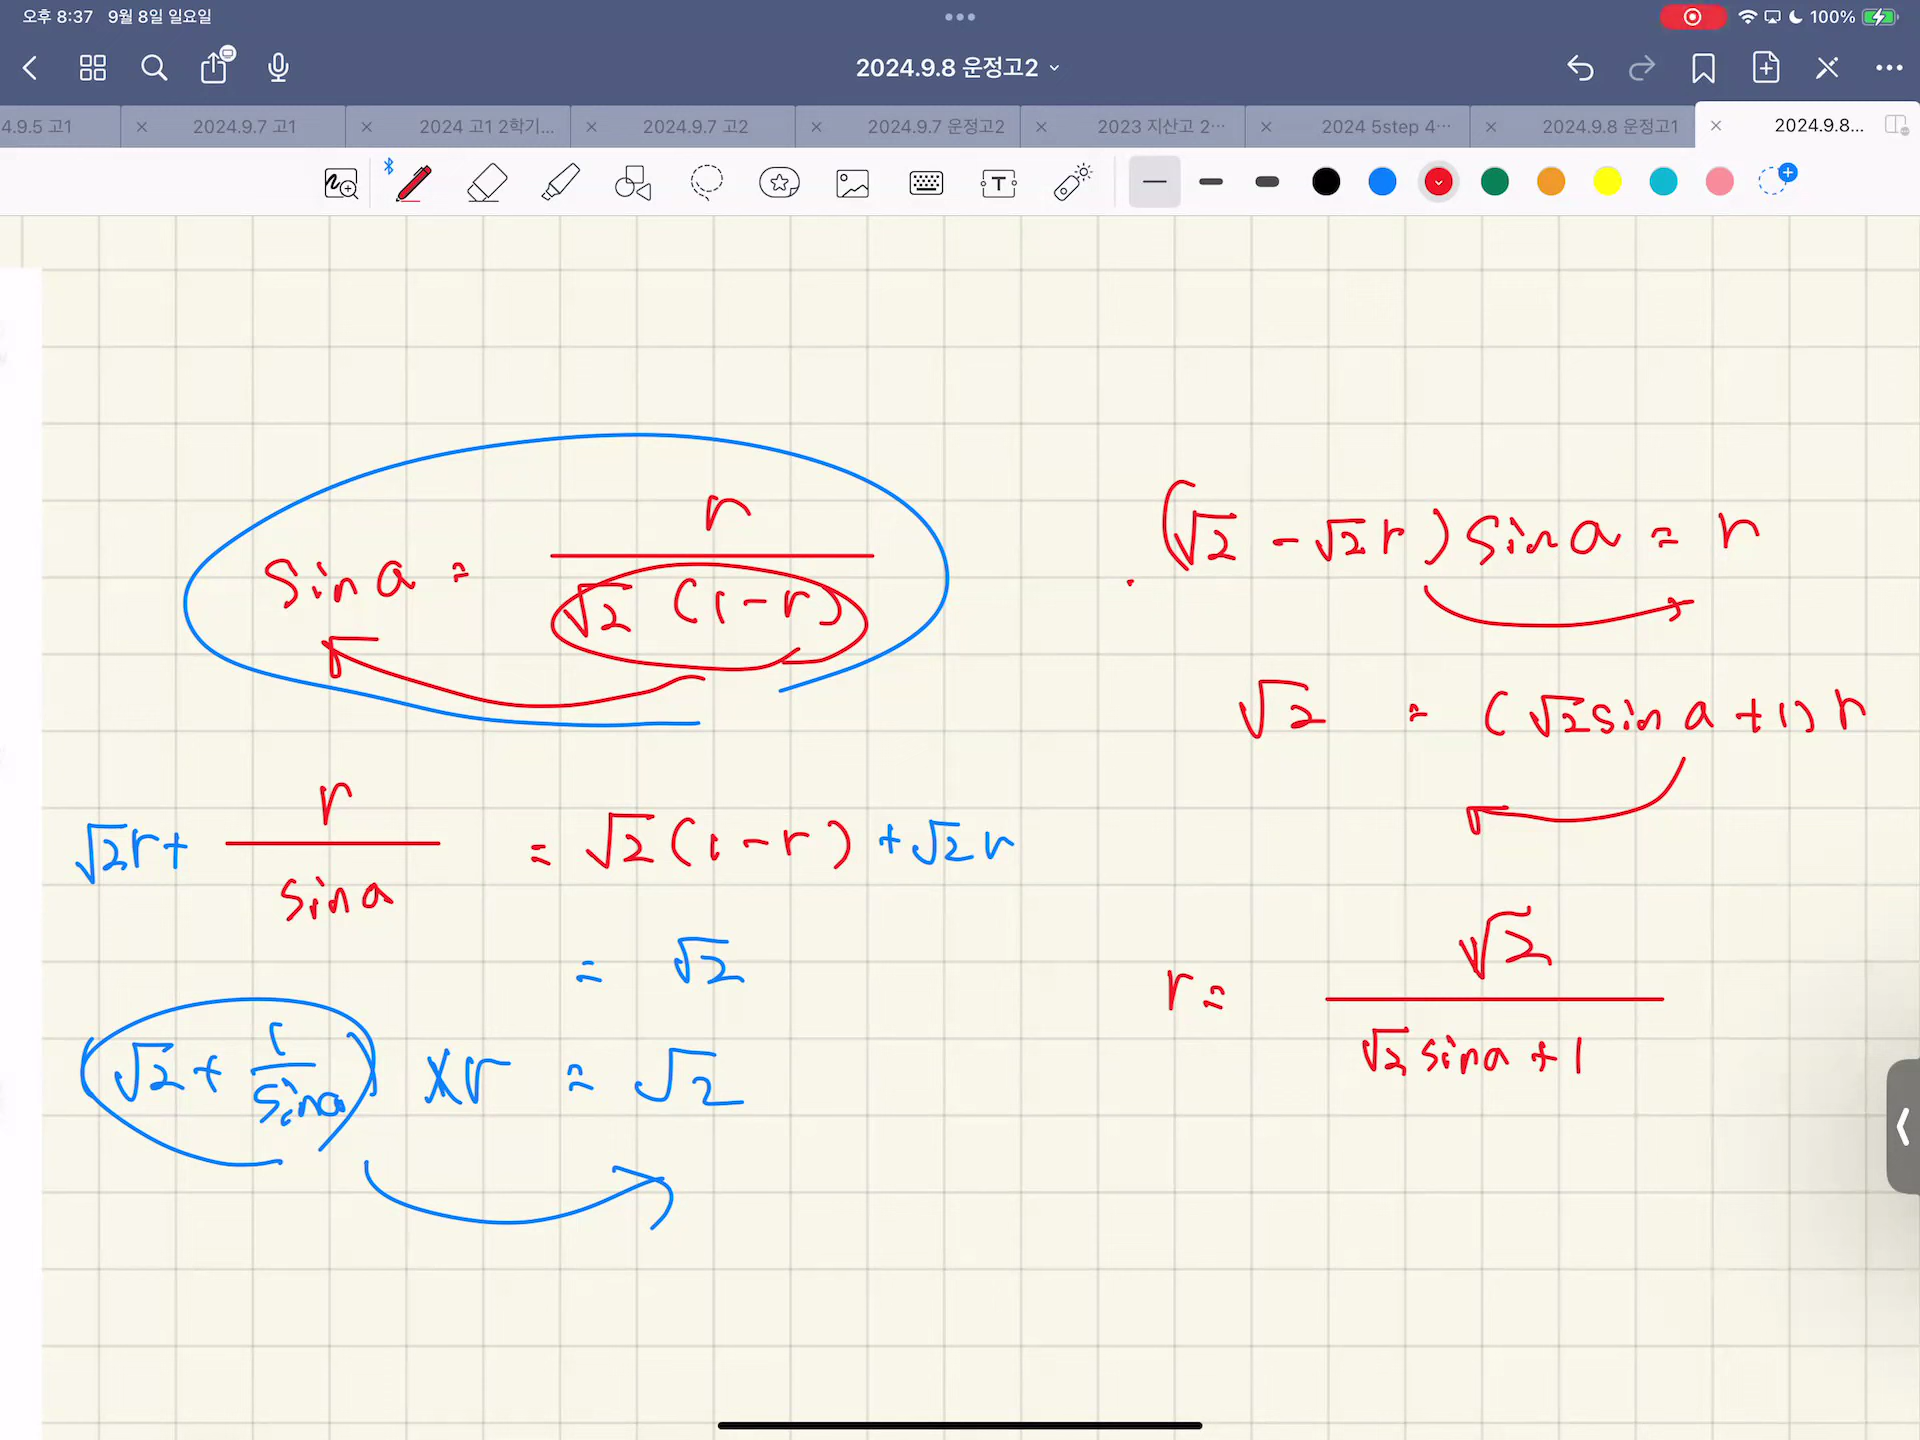 오후 8:37 9월 8일 일요일
100%
2024.9.8 운정고2
4.9.5 고1
2024.9.7 고1
2024 고1 2학기...
2024.9.7 고2
2024.9.7 운정고2
2023 지산고 2...
2024 5step 4...
2024.9.8 운정고1
2024.9.8...
T
sin a = r / √2 (1-r)
√2r + r / sin a = √2 (1-r) + √2r
= √2
(√2 + 1 / sin a) × r = √2
(√2 - √2r) sin a = r
√2 = (√2 sin a + 1) r
r = √2 / √2 sin a + 1